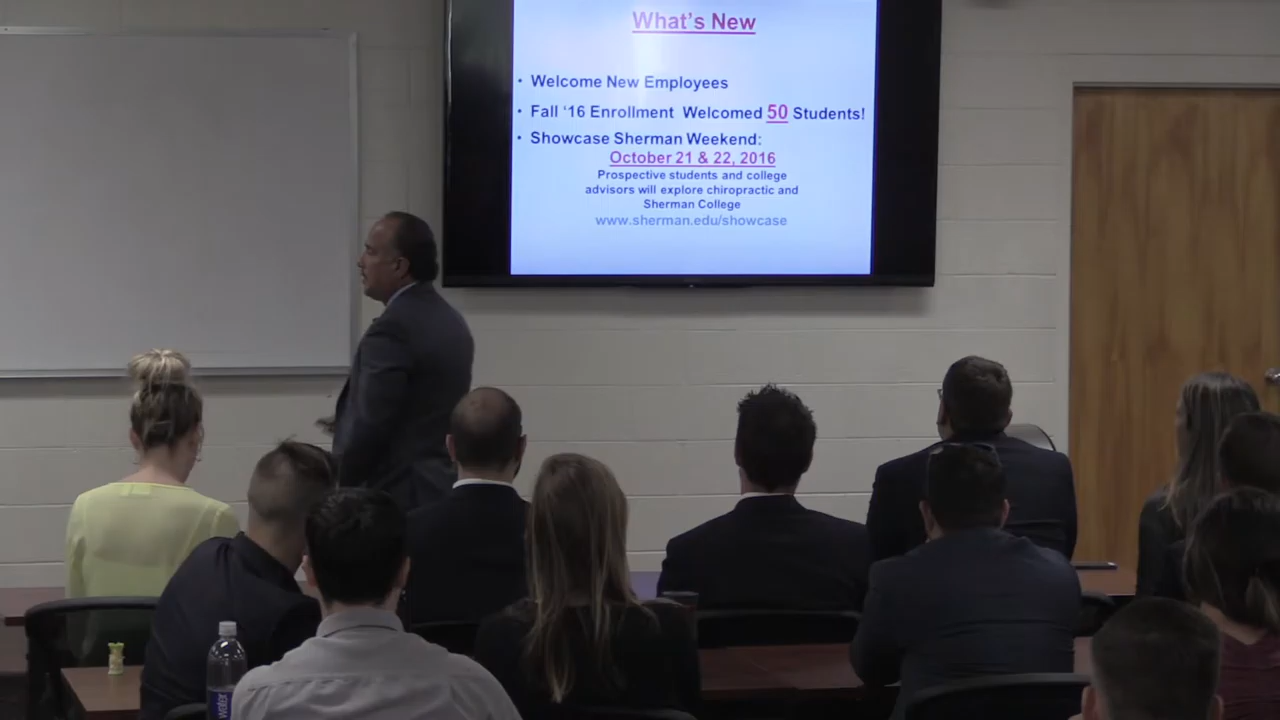 What's New
• Welcome New Employees
• Fall '16 Enrollment Welcomed 50 Students!
• Showcase Sherman Weekend:
October 21 & 22, 2016
Prospective students and college
advisors will explore chiropractic and
Sherman College
www.sherman.edu/showcase
water